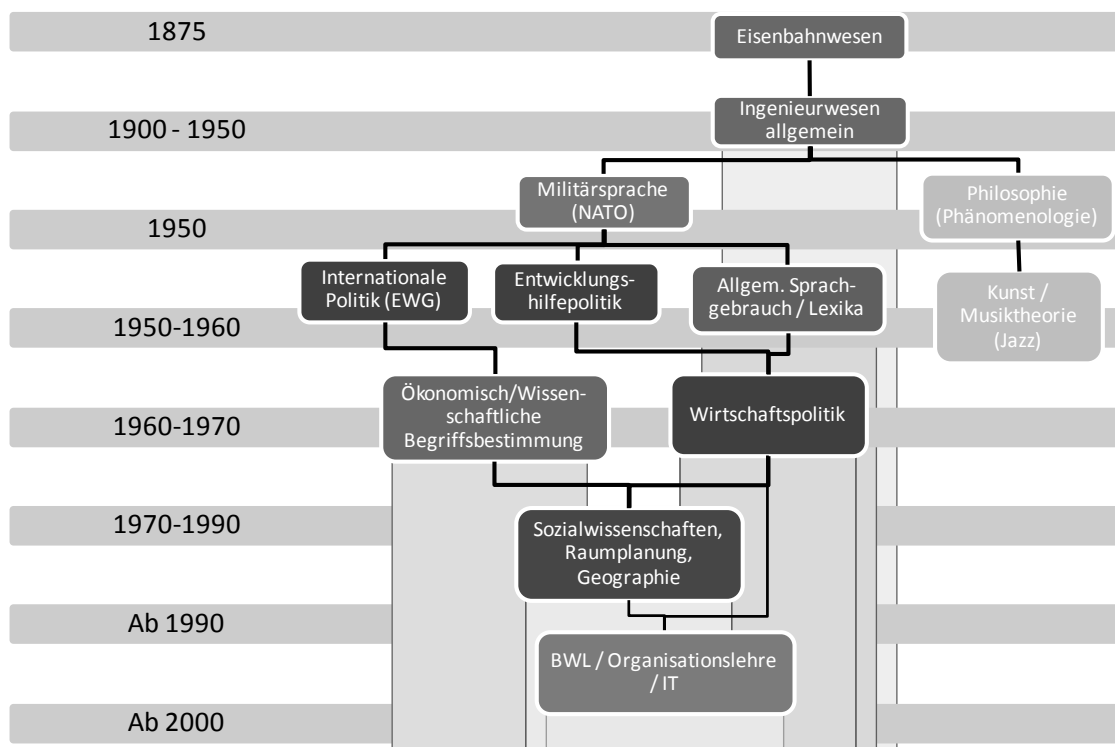 1875
Eisenbahnwesen
1900 - 1950
Ingenieurwesen
allgemein
Militärsprache
(NATO)
Philosophie
(Phänomenologie)
1950
Internationale
Politik (EWG)
Entwicklungs-
hilfepolitik
Allgem. Sprach-
gebrauch / Lexika
Kunst /
Musiktheorie
(Jazz)
1950-1960
Ökonomisch/Wissen-
schaftliche
Begriffsbestimmung
Wirtschaftspolitik
1960-1970
1970-1990
Sozialwissenschaften,
Raumplanung,
Geographie
Ab 1990
BWL / Organisationslehre
/ IT
Ab 2000